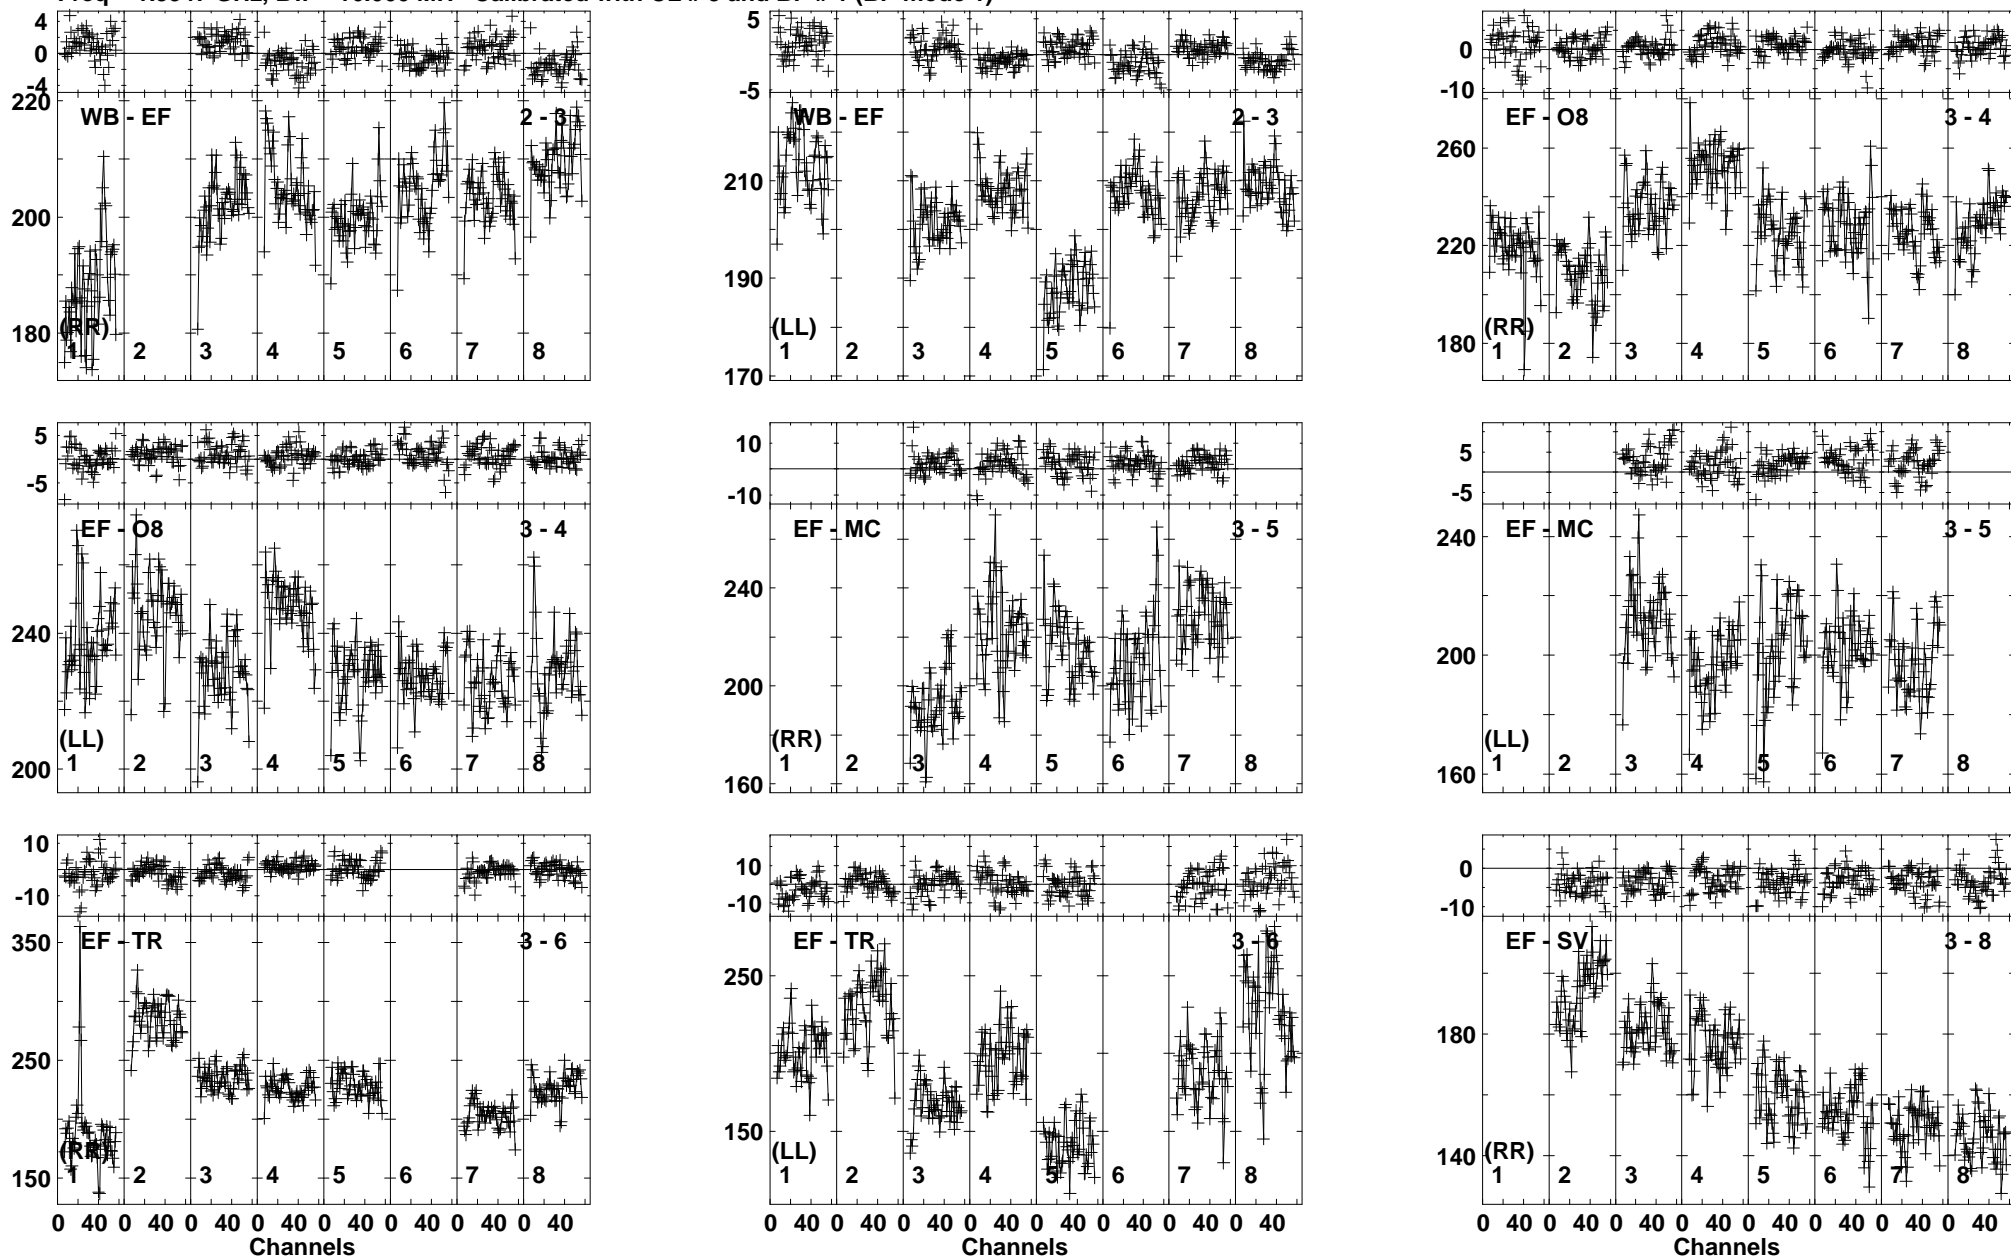 4 0 -4 220 200 180 WB - EF 2 - 3 (RR) 1 2 3 4 5 6 7 8
5 -5 210 190 170 WB - EF 2 - 3 (LL) 1 2 3 4 5 6 7 8
0 -10 260 220 180 EF - O8 3 - 4 (RR) 1 2 3 4 5 6 7 8
5 -5 240 200 EF - O8 3 - 4 (LL) 1 2 3 4 5 6 7 8
10 -10 240 200 160 EF - MC 3 - 5 (RR) 1 2 3 4 5 6 7 8
5 -5 240 200 160 EF - MC 3 - 5 (LL) 1 2 3 4 5 6 7 8
10 -10 350 250 150 EF - TR 3 - 6 (RR) 1 2 3 4 5 6 7 8
10 -10 250 150 EF - TR 3 - 6 (LL) 1 2 3 4 5 6 7 8
0 -10 180 140 EF - SV 3 - 8 (RR) 1 2 3 4 5 6 7 8
0 40 0 40 0 40 0 40 0 40 0 40 0 40 0 40
Channels
0 40 0 40 0 40 0 40 0 40 0 40 0 40 0 40
Channels
0 40 0 40 0 40 0 40 0 40 0 40 0 40 0 40
Channels